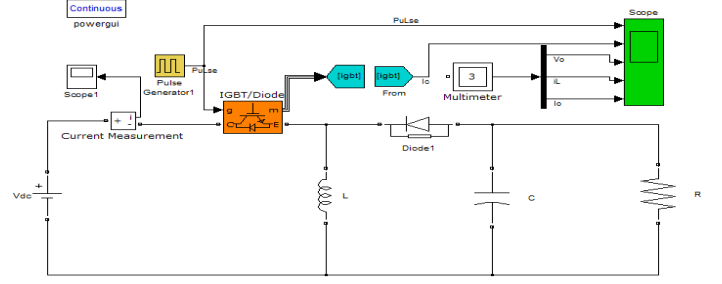 Continuous
powergui
Scope
PuLse
PuLse
Pulse
Generator1
Scope1
IGBT/Diode
[igbt]
[igbt]
From
Io
3
Multimeter
Vo
iL
Io
g
m
C
E
+
i
-
Current Measurement
Diode1
+
Vdc
L
C
R